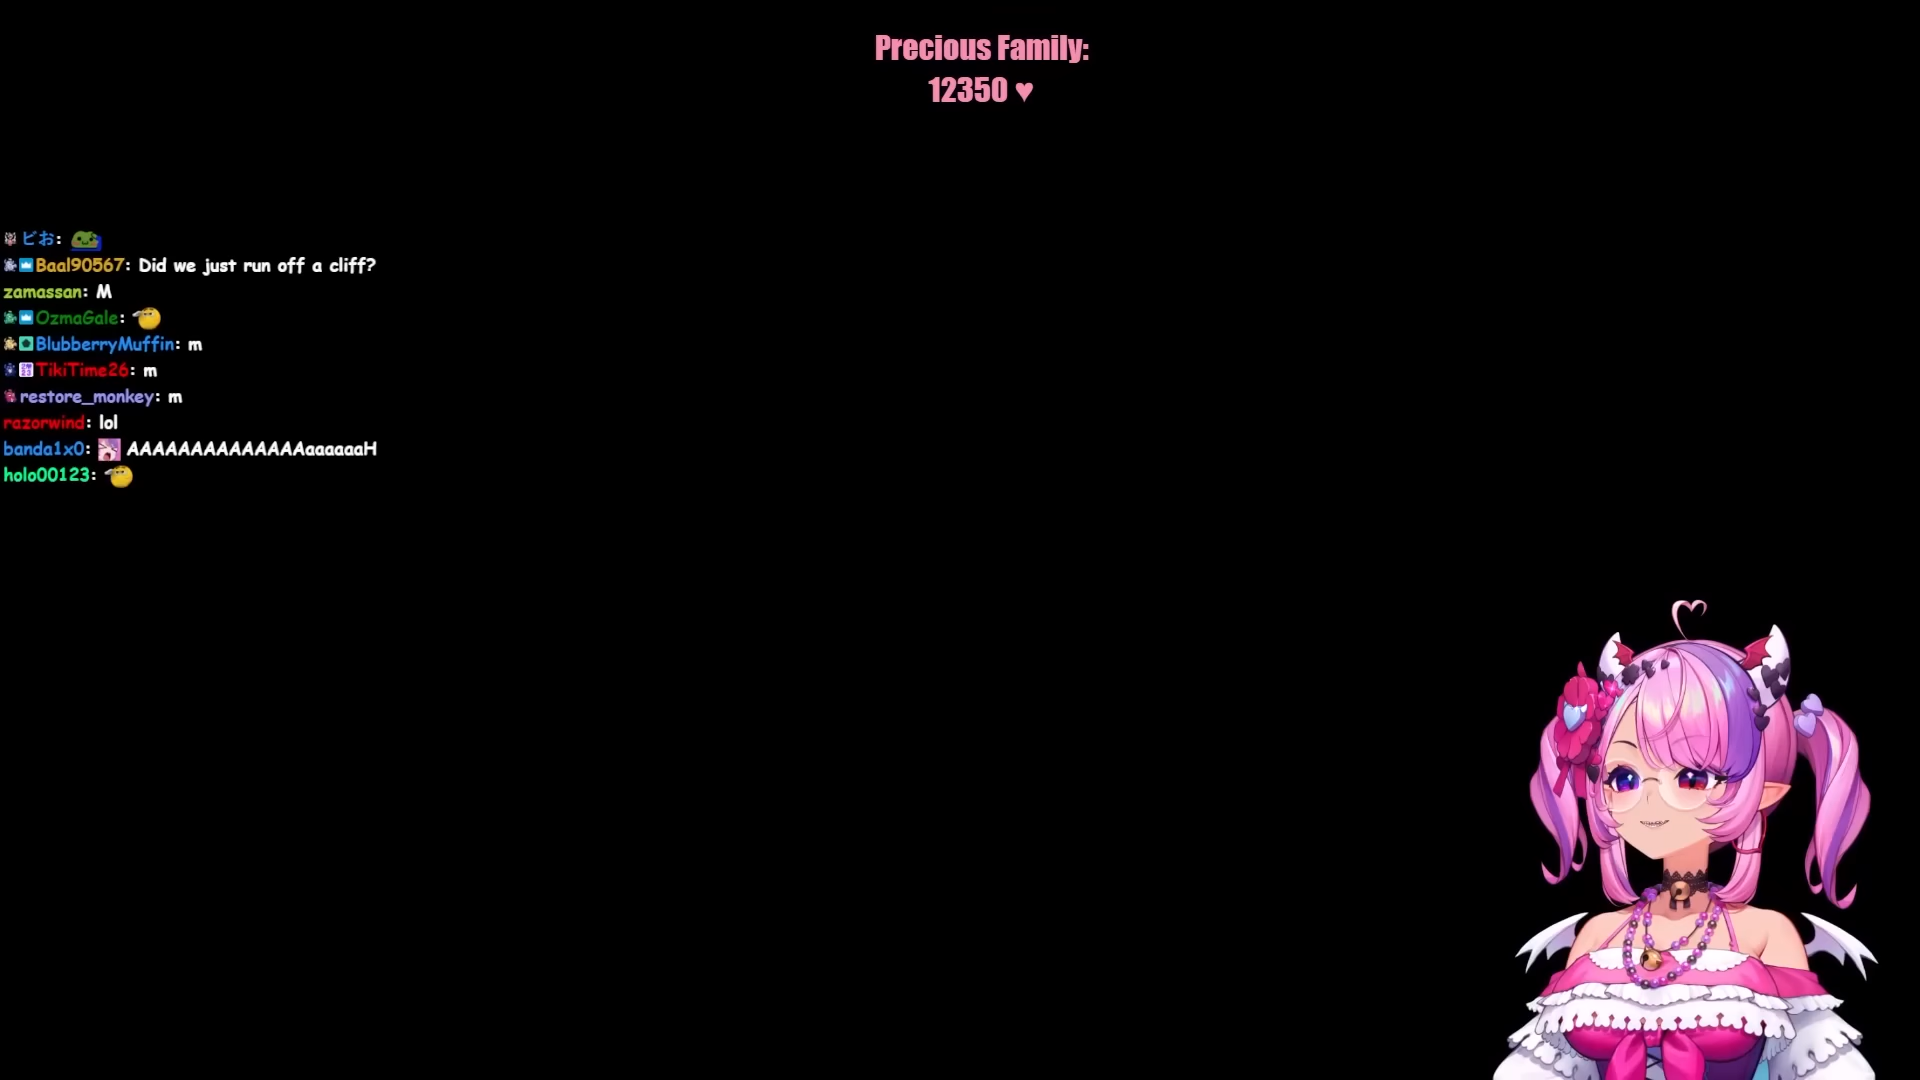 Precious Family:
12350 ♥
ビお:
Baal90567: Did we just run off a cliff?
zamassan: M
OzmaGale:
BlubberryMuffin: m
TikiTime26: m
restore_monkey: m
razorwind: lol
banda1x0: AAAAAAAAAAAAAAaaaaaaH
holo00123: